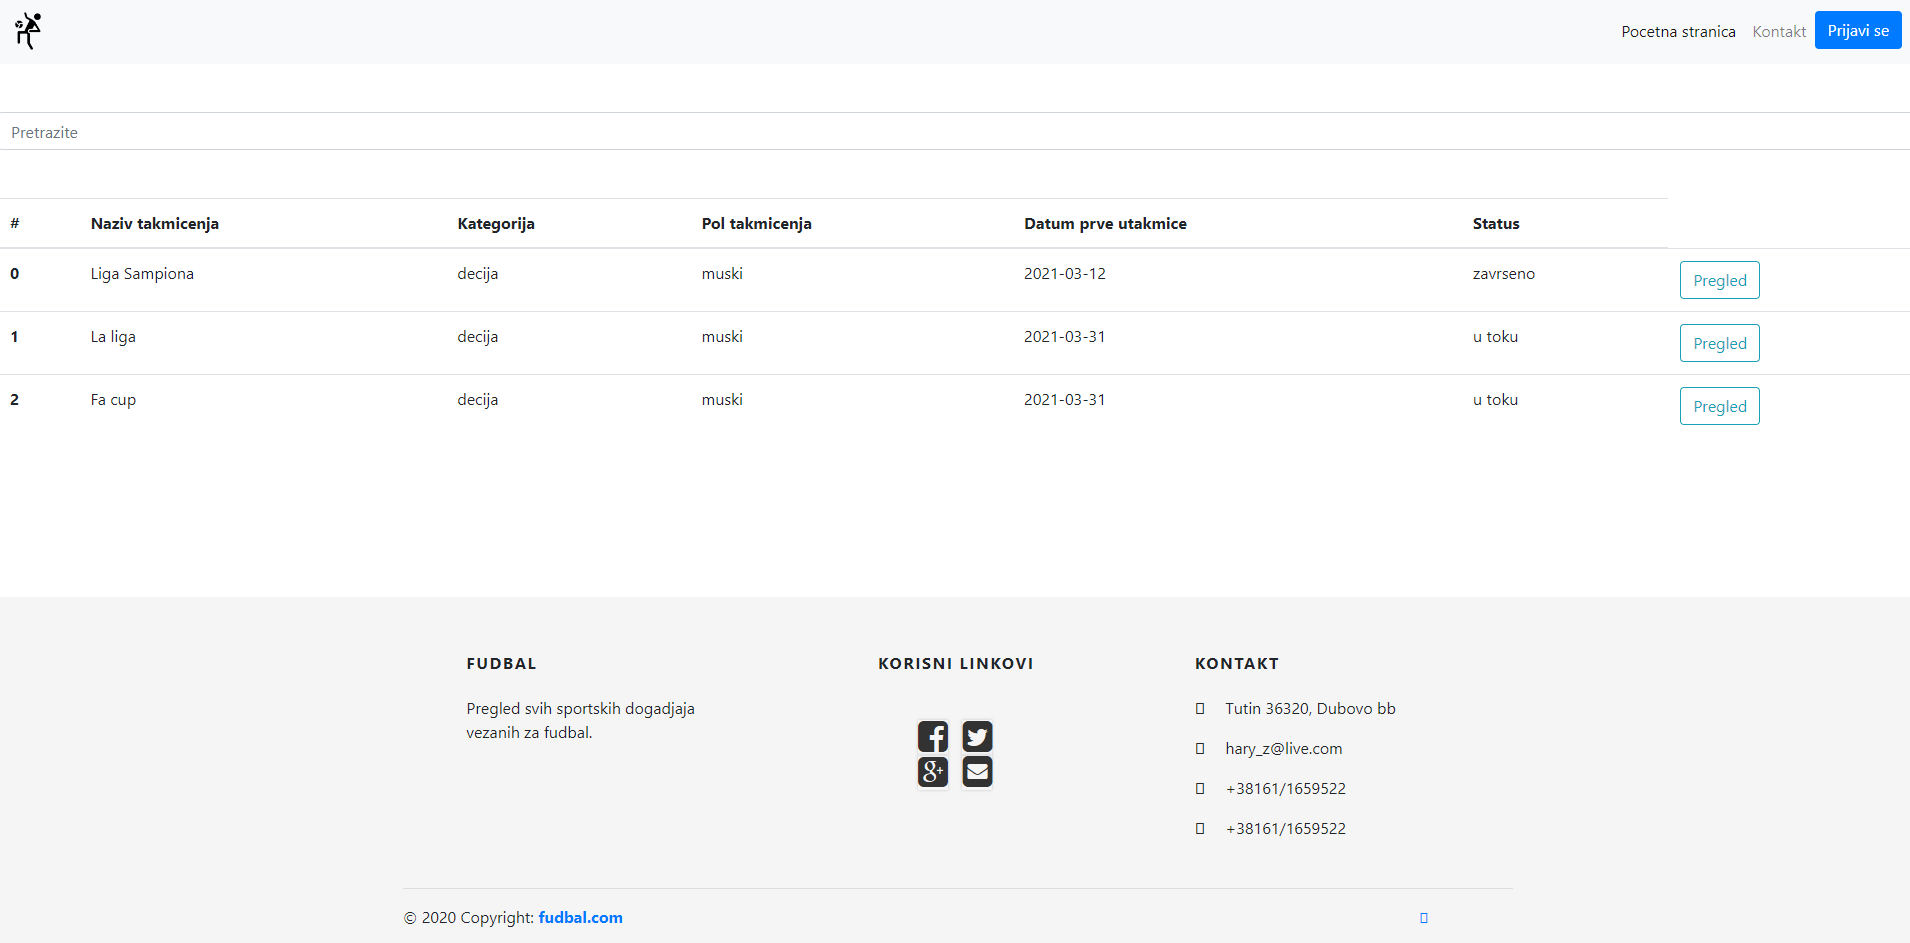 Pocetna stranica Kontakt Prijavi se
Pretrazite
# Naziv takmicenja Kategorija Pol takmicenja Datum prve utakmice Status
0 Liga Sampiona decija muski 2021-03-12 zavrseno Pregled
1 La liga decija muski 2021-03-31 u toku Pregled
2 Fa cup decija muski 2021-03-31 u toku Pregled
FUDBAL
Pregled svih sportskih dogadjaja
vezanih za fudbal.
KORISNI LINKOVI
KONTAKT
Tutin 36320, Dubovo bb
hary_z@live.com
+38161/1659522
+38161/1659522
© 2020 Copyright: fudbal.com